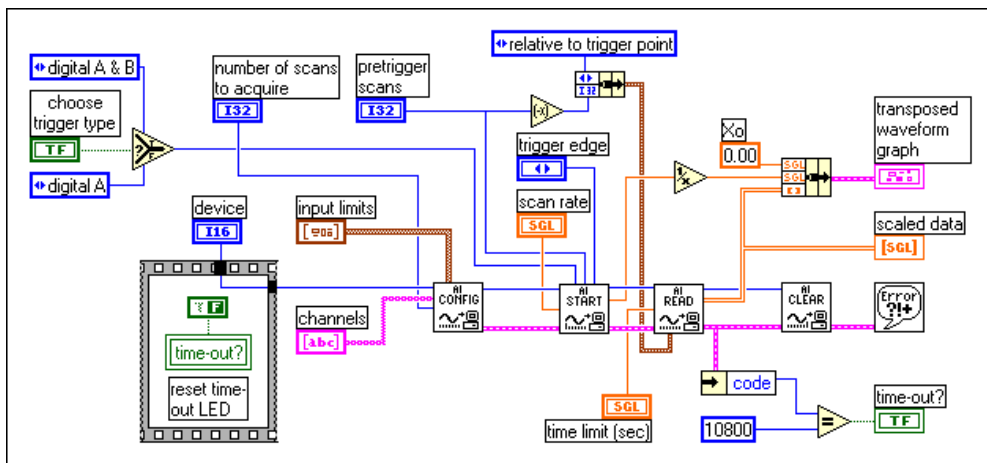 relative to trigger point
digital A & B
number of scans
to acquire
I32
pretrigger
scans
I32
I32
(-x)
transposed
waveform
graph
choose
trigger type
TF
?
F
Xo
0.00
trigger edge
SGL
SGL
1/x
digital A
scan rate
SGL
device
I16
input limits
scaled data
[SGL]
AI
CONFIG
AI
START
AI
READ
AI
CLEAR
Error
?!+
F
channels
[abc]
time-out?
reset time-
out LED
code
SGL
time limit (sec)
10800
=
time-out?
TF